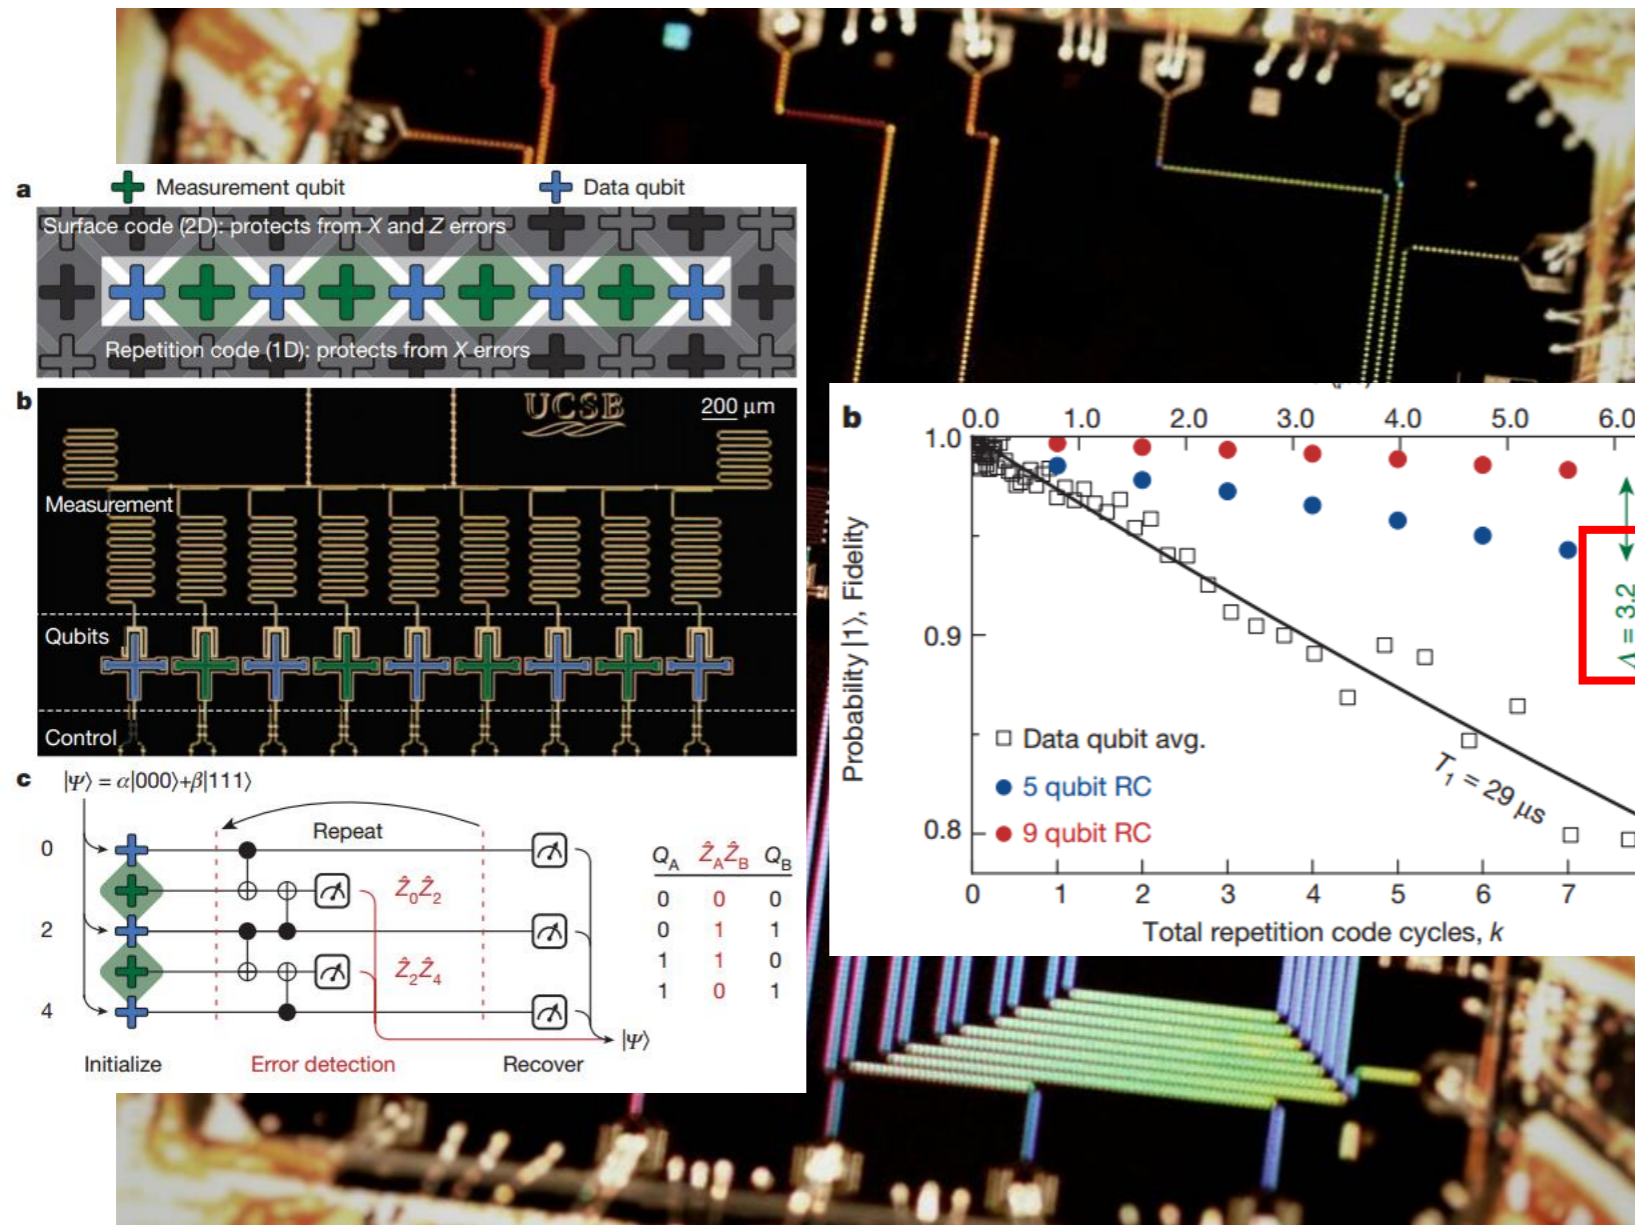 a
Measurement qubit
Data qubit
Surface code (2D): protects from X and Z errors
Repetition code (1D): protects from X errors
b
UCSB
200 μm
Measurement
Qubits
Control
c
|Ψ⟩ = α|000⟩+β|111⟩
Repeat
0
2
4
Ẑ₀Ẑ₂
Ẑ₂Ẑ₄
Q_A Ẑ_AẐ_B Q_B
0 0 0
0 1 1
1 1 0
1 0 1
|Ψ⟩
Initialize
Error detection
Recover
b
0.0 1.0 2.0 3.0 4.0 5.0 6.0
1.0
0.9
0.8
Probability |1⟩, Fidelity
Λ = 3.2
Data qubit avg.
5 qubit RC
9 qubit RC
T₁ = 29 μs
0 1 2 3 4 5 6 7
Total repetition code cycles, k